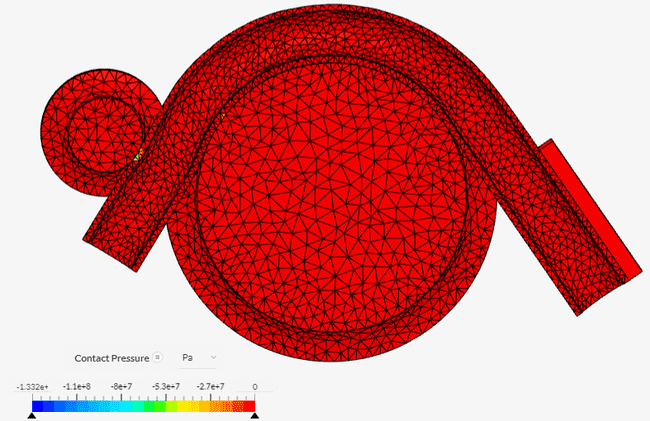 Contact Pressure Pa
-1.332e+ -1.1e+8 -8e+7 -5.3e+7 -2.7e+7 0